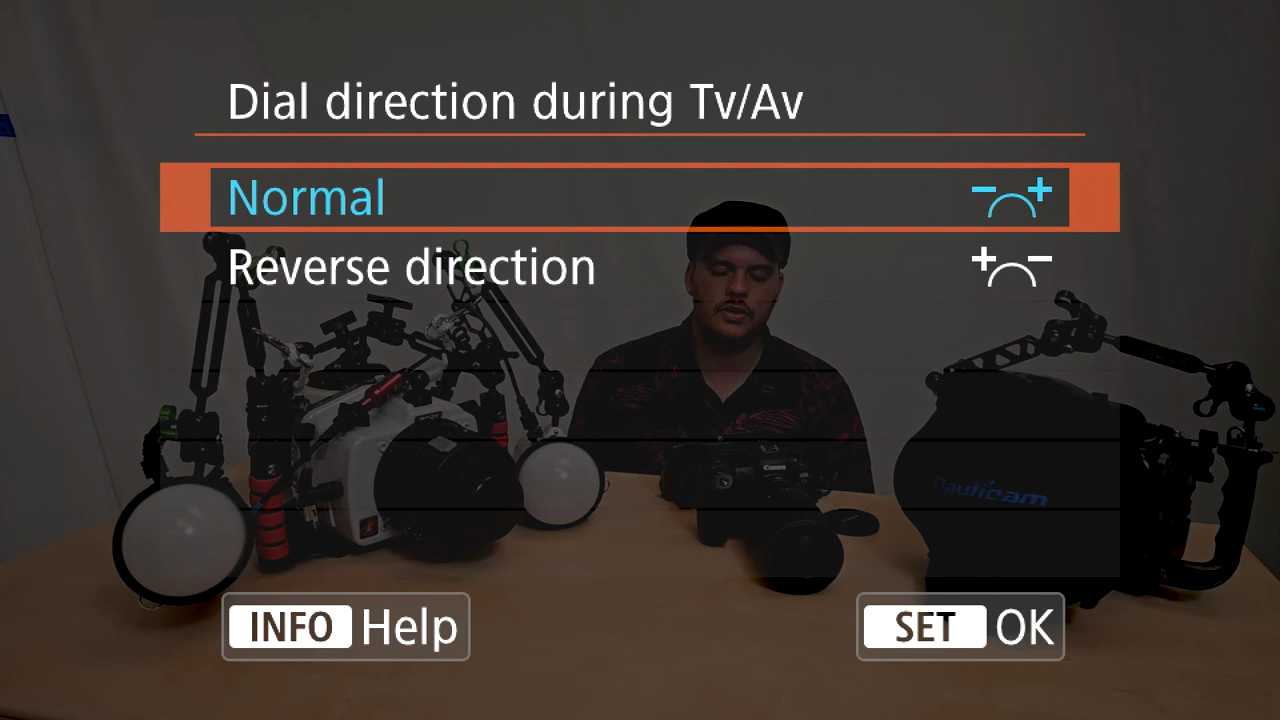 Dial direction during Tv/Av
Normal
Reverse direction
Canon
Nauticam
INFO Help
SET OK